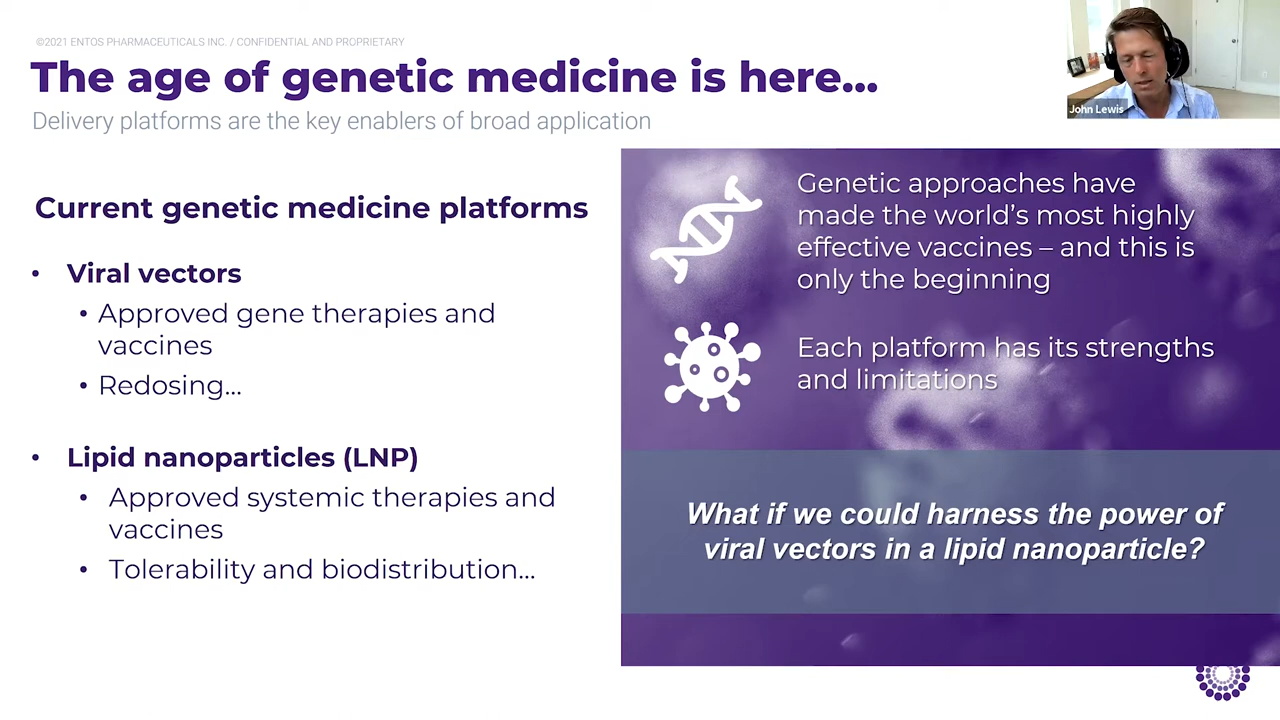 ©2021 ENTOS PHARMACEUTICALS INC. / CONFIDENTIAL AND PROPRIETARY
The age of genetic medicine is here...
Delivery platforms are the key enablers of broad application
John Lewis
Current genetic medicine platforms
• Viral vectors
• Approved gene therapies and
vaccines
• Redosing...
• Lipid nanoparticles (LNP)
• Approved systemic therapies and
vaccines
• Tolerability and biodistribution...
Genetic approaches have
made the world's most highly
effective vaccines – and this is
only the beginning
Each platform has its strengths
and limitations
What if we could harness the power of
viral vectors in a lipid nanoparticle?